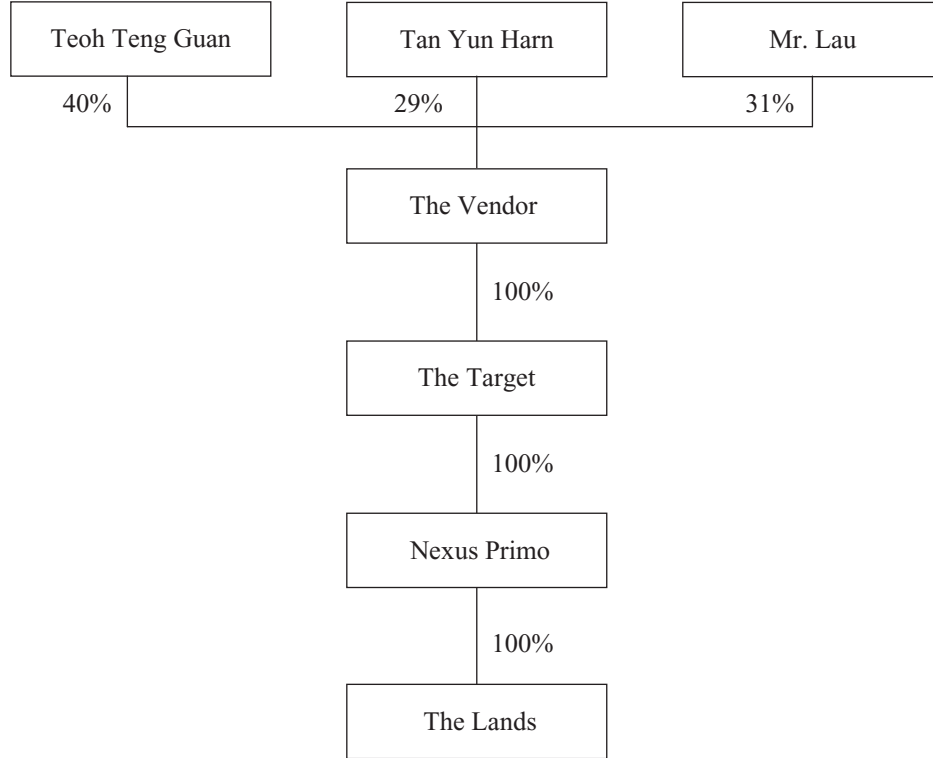 Teoh Teng Guan
Tan Yun Harn
Mr. Lau
40%
29%
31%
The Vendor
100%
The Target
100%
Nexus Primo
100%
The Lands